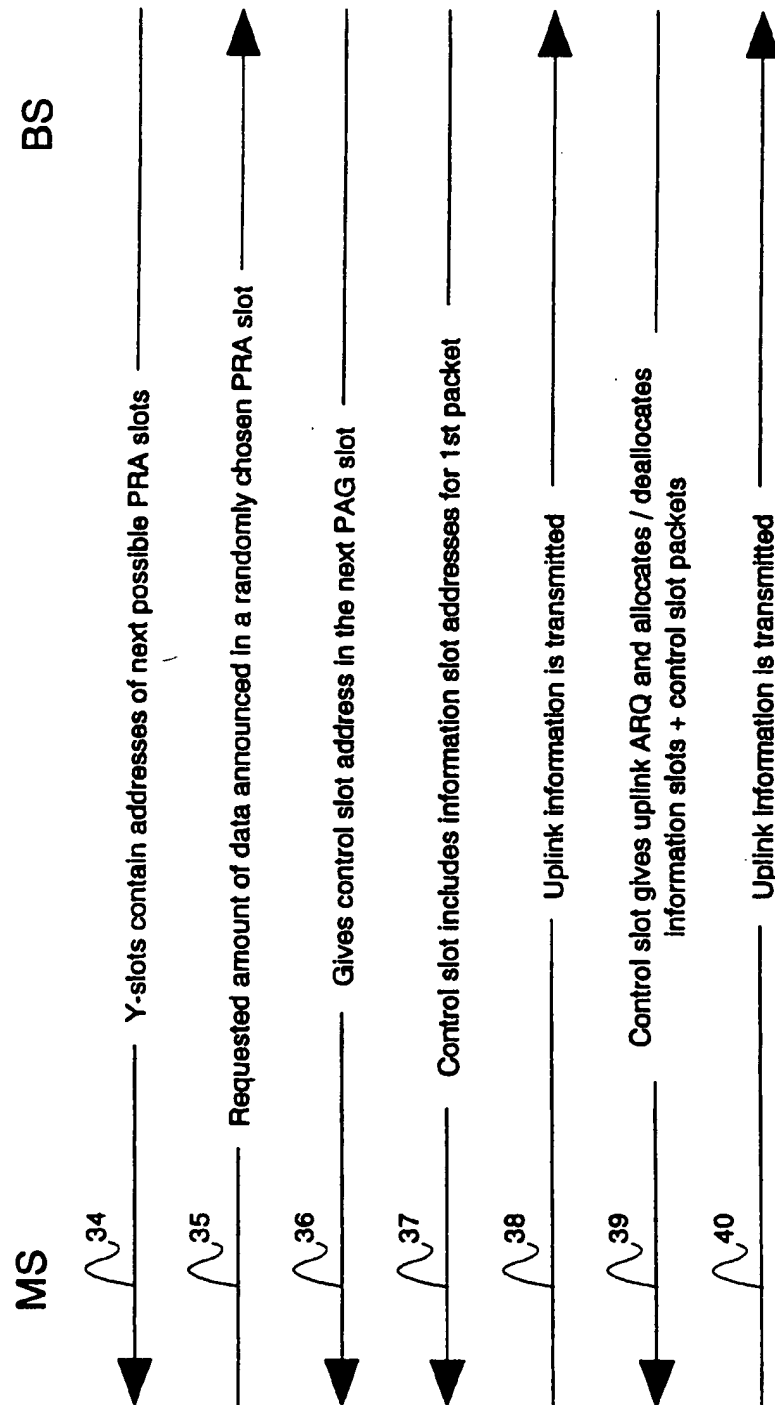 MS
BS
34
Y-slots contain addresses of next possible PRA slots
35
Requested amount of data announced in a randomly chosen PRA slot
36
Gives control slot address in the next PAG slot
37
Control slot includes information slot addresses for 1st packet
38
Uplink information is transmitted
39
Control slot gives uplink ARQ and allocates / deallocates
information slots + control slot packets
40
Uplink information is transmitted